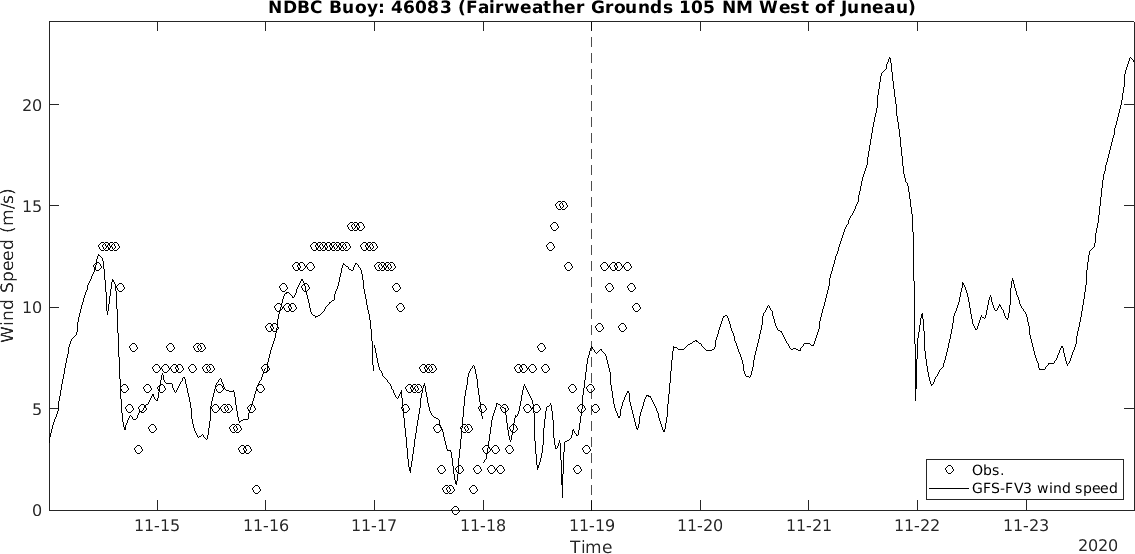 NDBC Buoy: 46083 (Fairweather Grounds 105 NM West of Juneau)
Wind Speed (m/s)
20
15
10
5
0
11-15 11-16 11-17 11-18 11-19 11-20 11-21 11-22 11-23
Time
2020
Obs.
GFS-FV3 wind speed